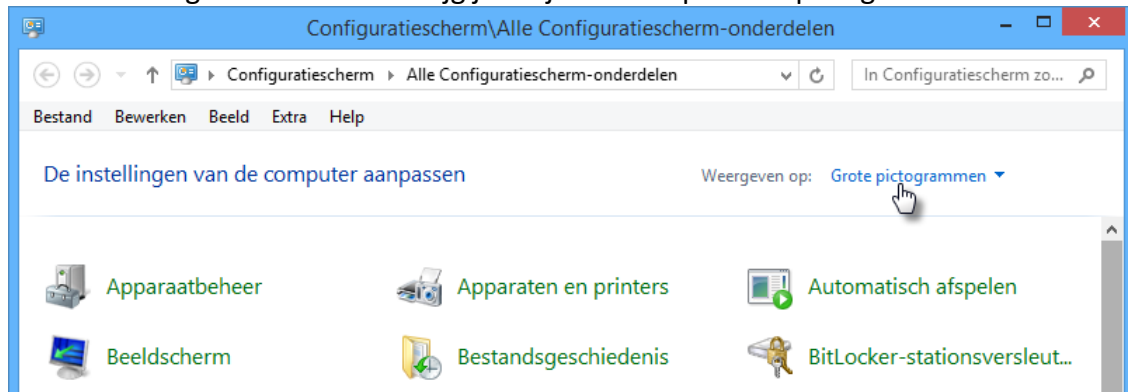 Configuratiescherm\Alle Configuratiescherm-onderdelen
Configuratiescherm Alle Configuratiescherm-onderdelen In Configuratiescherm zo...
Bestand Bewerken Beeld Extra Help
De instellingen van de computer aanpassen Weergeven op: Grote pictogrammen
Apparaatbeheer Apparaten en printers Automatisch afspelen
Beeldscherm Bestandsgeschiedenis BitLocker-stationsversleut...